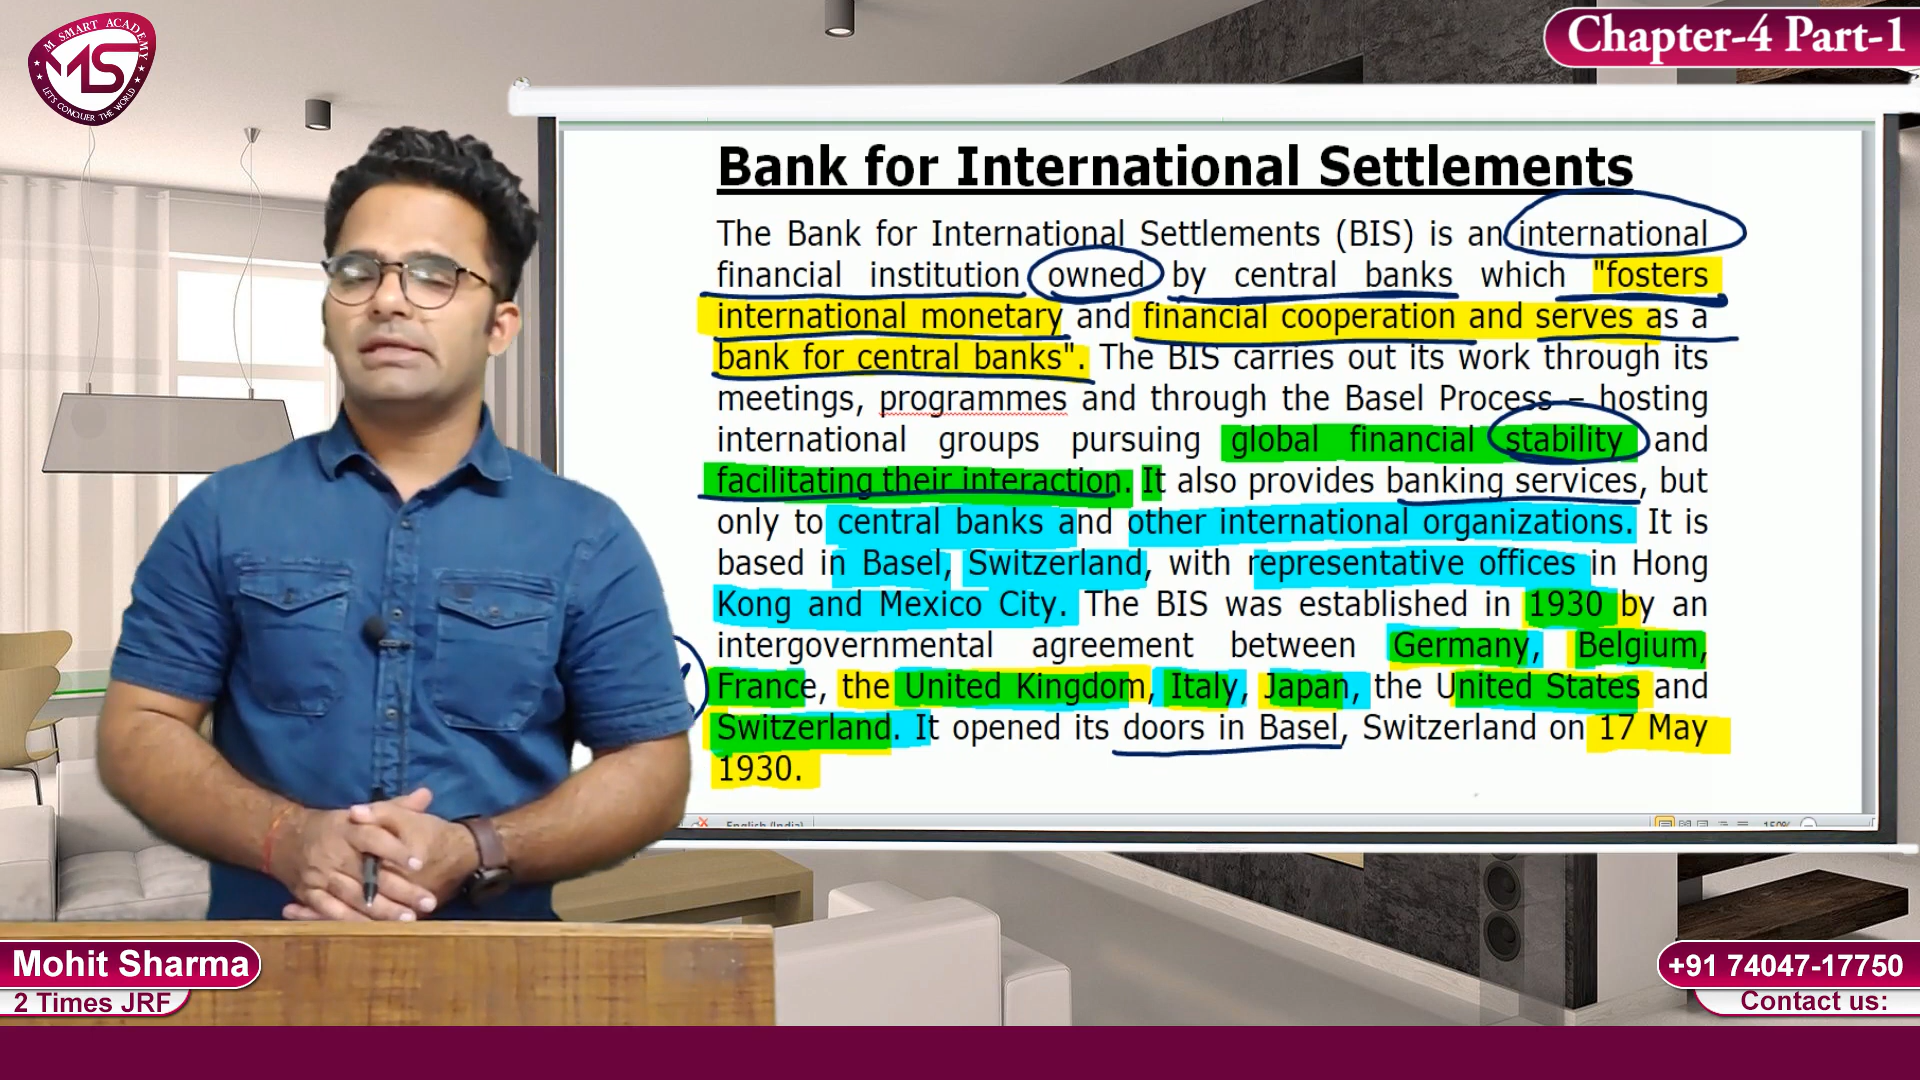 M SMART ACADEMY
MS
LET'S CONQUER THE WORLD
Chapter-4 Part-1
Bank for International Settlements
The Bank for International Settlements (BIS) is an international
financial institution owned by central banks which "fosters
international monetary and financial cooperation and serves as a
bank for central banks". The BIS carries out its work through its
meetings, programmes and through the Basel Process – hosting
international groups pursuing global financial stability and
facilitating their interaction. It also provides banking services, but
only to central banks and other international organizations. It is
based in Basel, Switzerland, with representative offices in Hong
Kong and Mexico City. The BIS was established in 1930 by an
intergovernmental agreement between Germany, Belgium,
France, the United Kingdom, Italy, Japan, the United States and
Switzerland. It opened its doors in Basel, Switzerland on 17 May
1930.
English (India)
150%
Mohit Sharma
2 Times JRF
+91 74047-17750
Contact us: